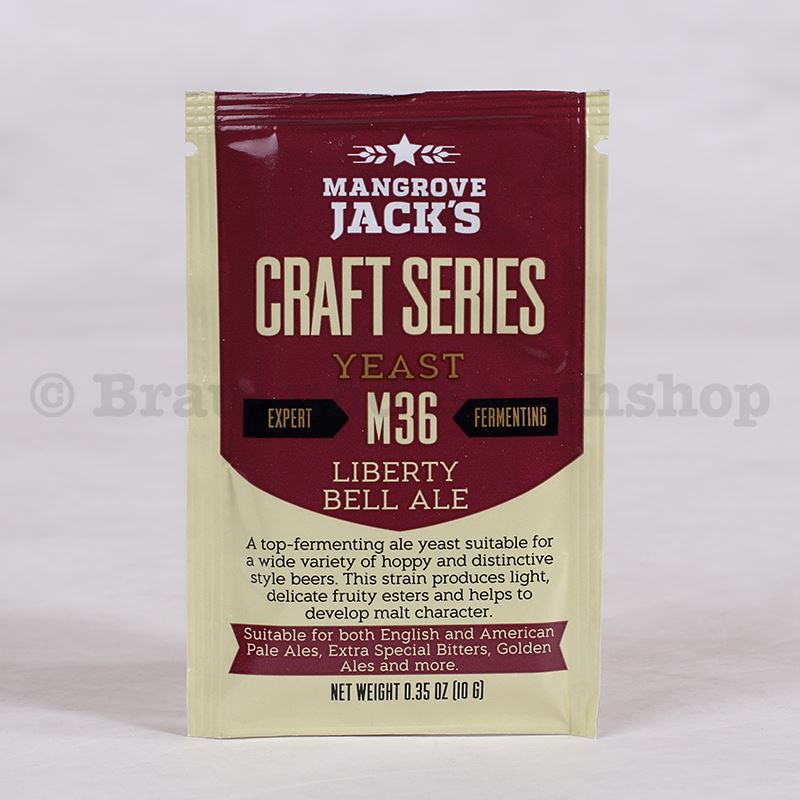 MANGROVE
JACK'S
CRAFT SERIES
YEAST
EXPERT M36 FERMENTING
LIBERTY
BELL ALE
A top-fermenting ale yeast suitable for
a wide variety of hoppy and distinctive
style beers. This strain produces light,
delicate fruity esters and helps to
develop malt character.
Suitable for both English and American
Pale Ales, Extra Special Bitters, Golden
Ales and more.
NET WEIGHT 0.35 OZ (10 G)